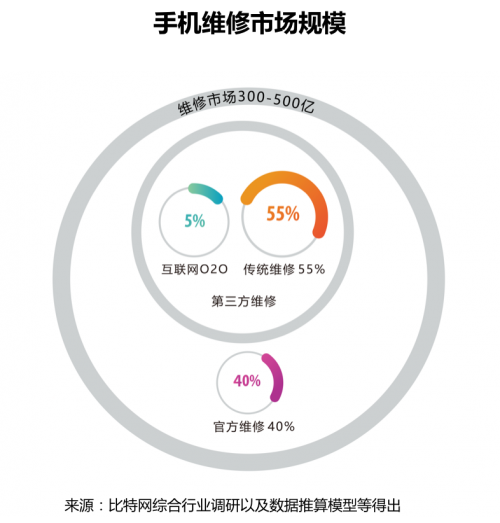 手机维修市场规模
维修市场300-500亿
5%
55%
互联网O2O
传统维修 55%
第三方维修
40%
官方维修 40%
来源：比特网综合行业调研以及数据推算模型等得出